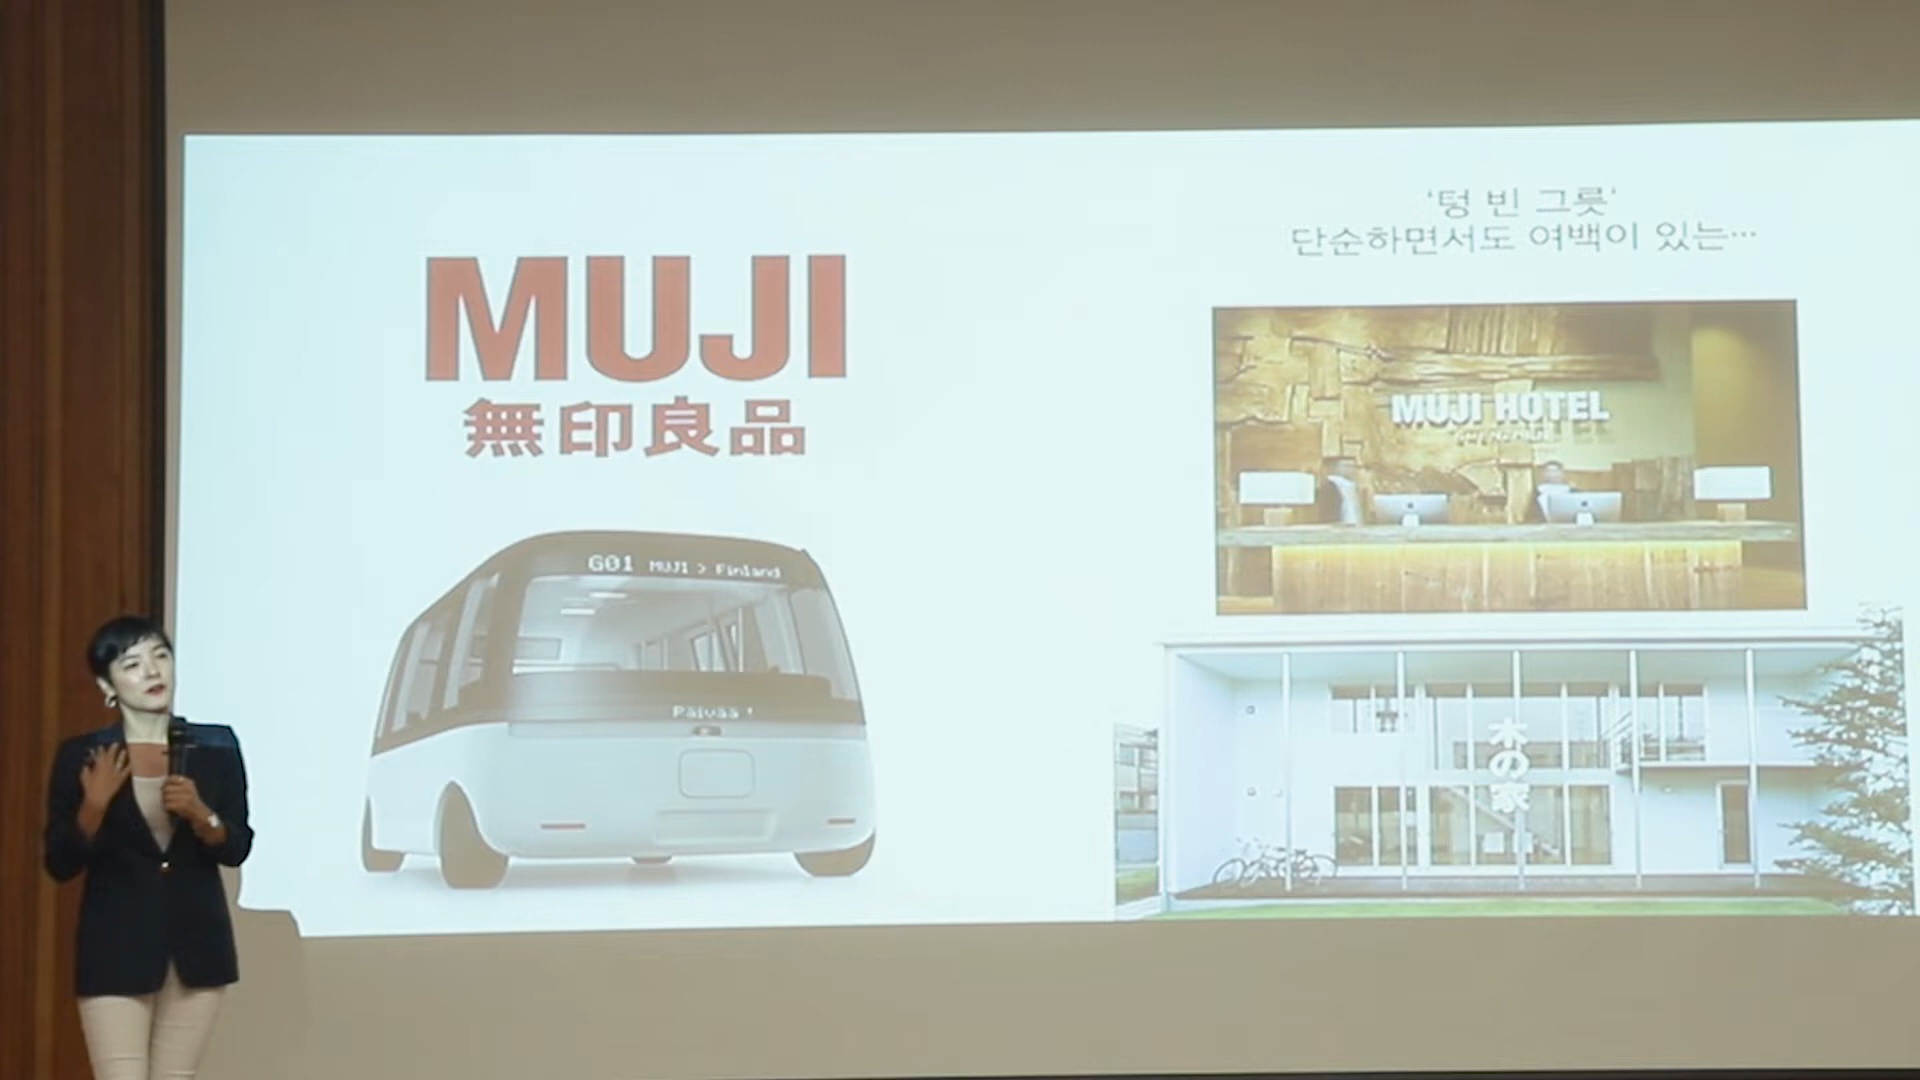 MUJI
無印良品
G01 MUJI > Finland
Päivää !
'텅 빈 그릇'
단순하면서도 여백이 있는…
MUJI HOTEL
木の家